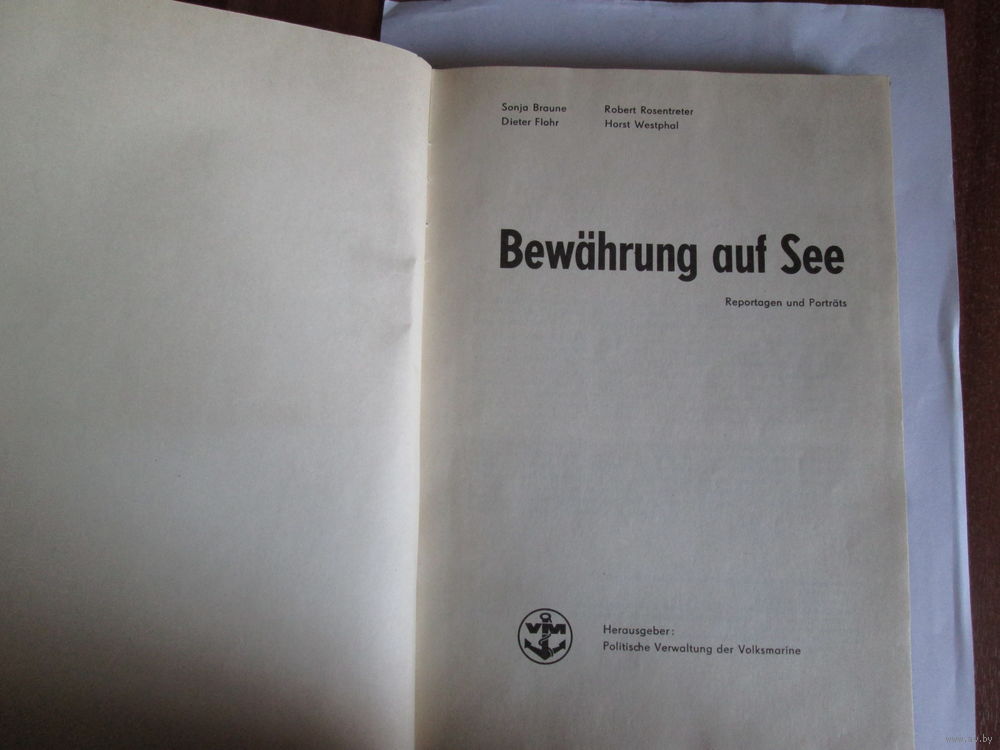 Sonja Braune
Dieter Flohr
Robert Rosentreter
Horst Westphal
Bewährung auf See
Reportagen und Porträts
VM
Herausgeber:
Politische Verwaltung der Volksmarine